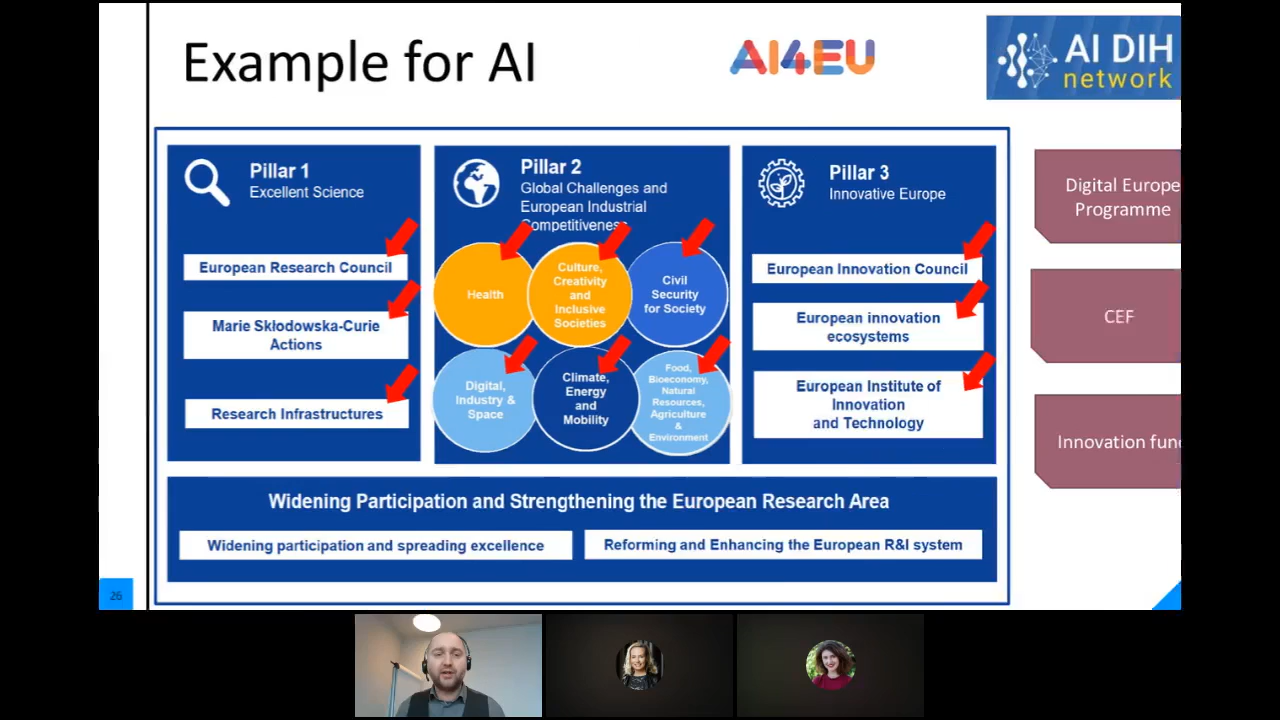 Example for AI
AI4EU
AI DIH
network
Pillar 1
Excellent Science
European Research Council
Marie Skłodowska-Curie
Actions
Research Infrastructures
Pillar 2
Global Challenges and
European Industrial
Competitiveness
Health
Culture,
Creativity
and
Inclusive
Societies
Civil
Security
for Society
Digital,
Industry &
Space
Climate,
Energy
and
Mobility
Food,
Bioeconomy,
Natural
Resources,
Agriculture
&
Environment
Pillar 3
Innovative Europe
European Innovation Council
European innovation
ecosystems
European Institute of
Innovation
and Technology
Digital Europe
Programme
CEF
Innovation fun
Widening Participation and Strengthening the European Research Area
Widening participation and spreading excellence
Reforming and Enhancing the European R&I system
26